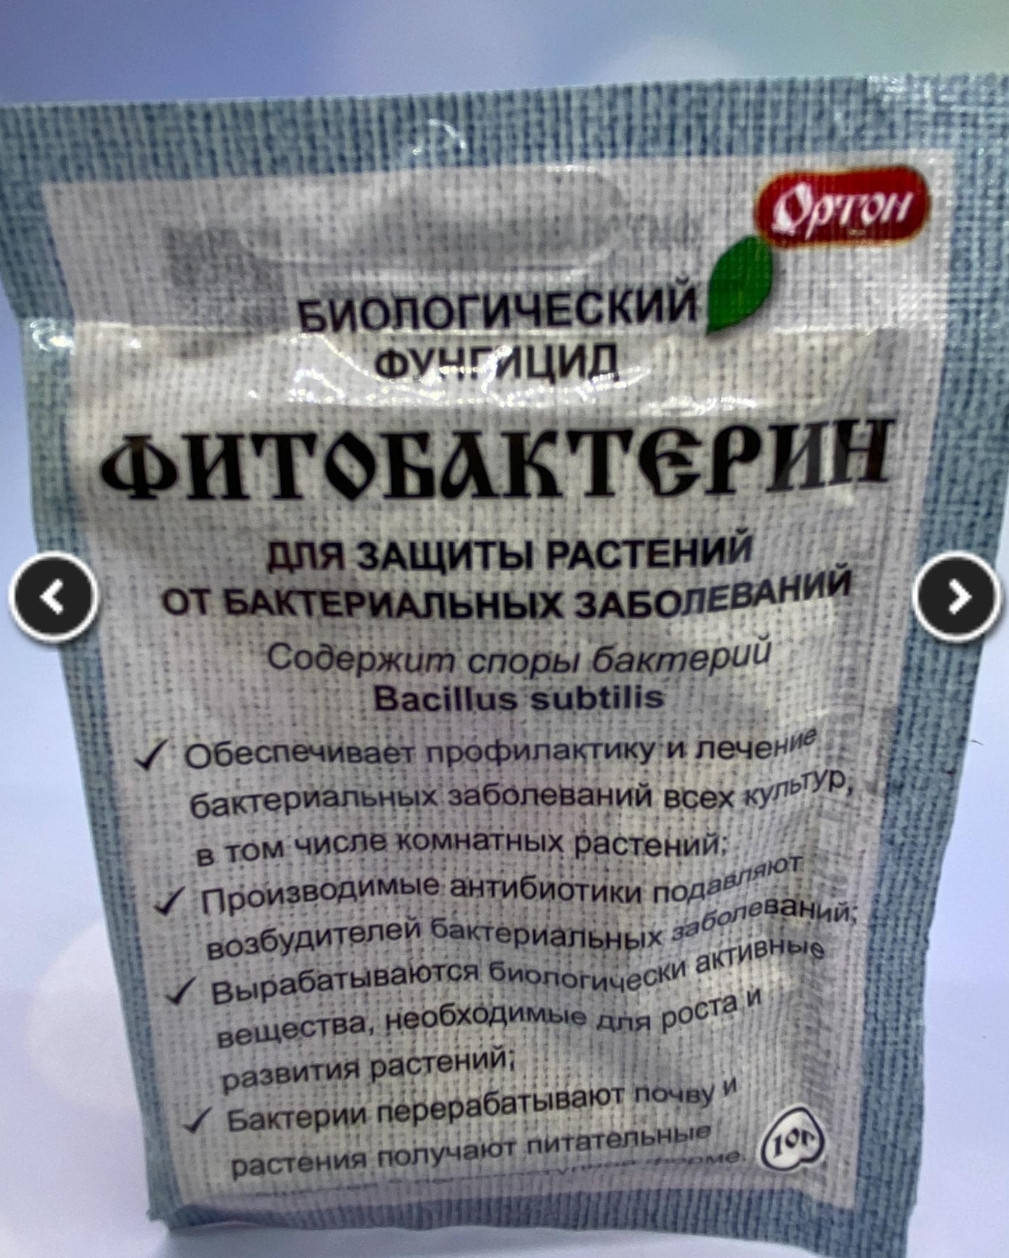 Ортон
БИОЛОГИЧЕСКИЙ
ФУНГИЦИД
ФИТОБАКТЕРИН
ДЛЯ ЗАЩИТЫ РАСТЕНИЙ
ОТ БАКТЕРИАЛЬНЫХ ЗАБОЛЕВАНИЙ
Содержит споры бактерий
Bacillus subtilis
✓ Обеспечивает профилактику и лечение
бактериальных заболеваний всех культур,
в том числе комнатных растений;
✓ Производимые антибиотики подавляют
возбудителей бактериальных заболеваний;
✓ Вырабатываются биологически активные
вещества, необходимые для роста и
развития растений;
✓ Бактерии перерабатывают почву и
растения получают питательные
форме.
10г